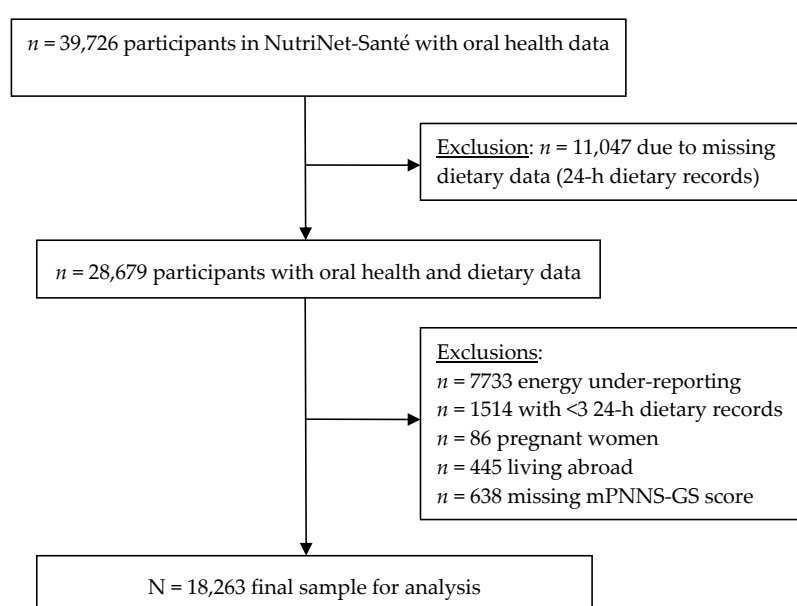 n = 39,726 participants in NutriNet-Santé with oral health data
Exclusion: n = 11,047 due to missing
dietary data (24-h dietary records)
n = 28,679 participants with oral health and dietary data
Exclusions:
n = 7733 energy under-reporting
n = 1514 with <3 24-h dietary records
n = 86 pregnant women
n = 445 living abroad
n = 638 missing mPNNS-GS score
N = 18,263 final sample for analysis